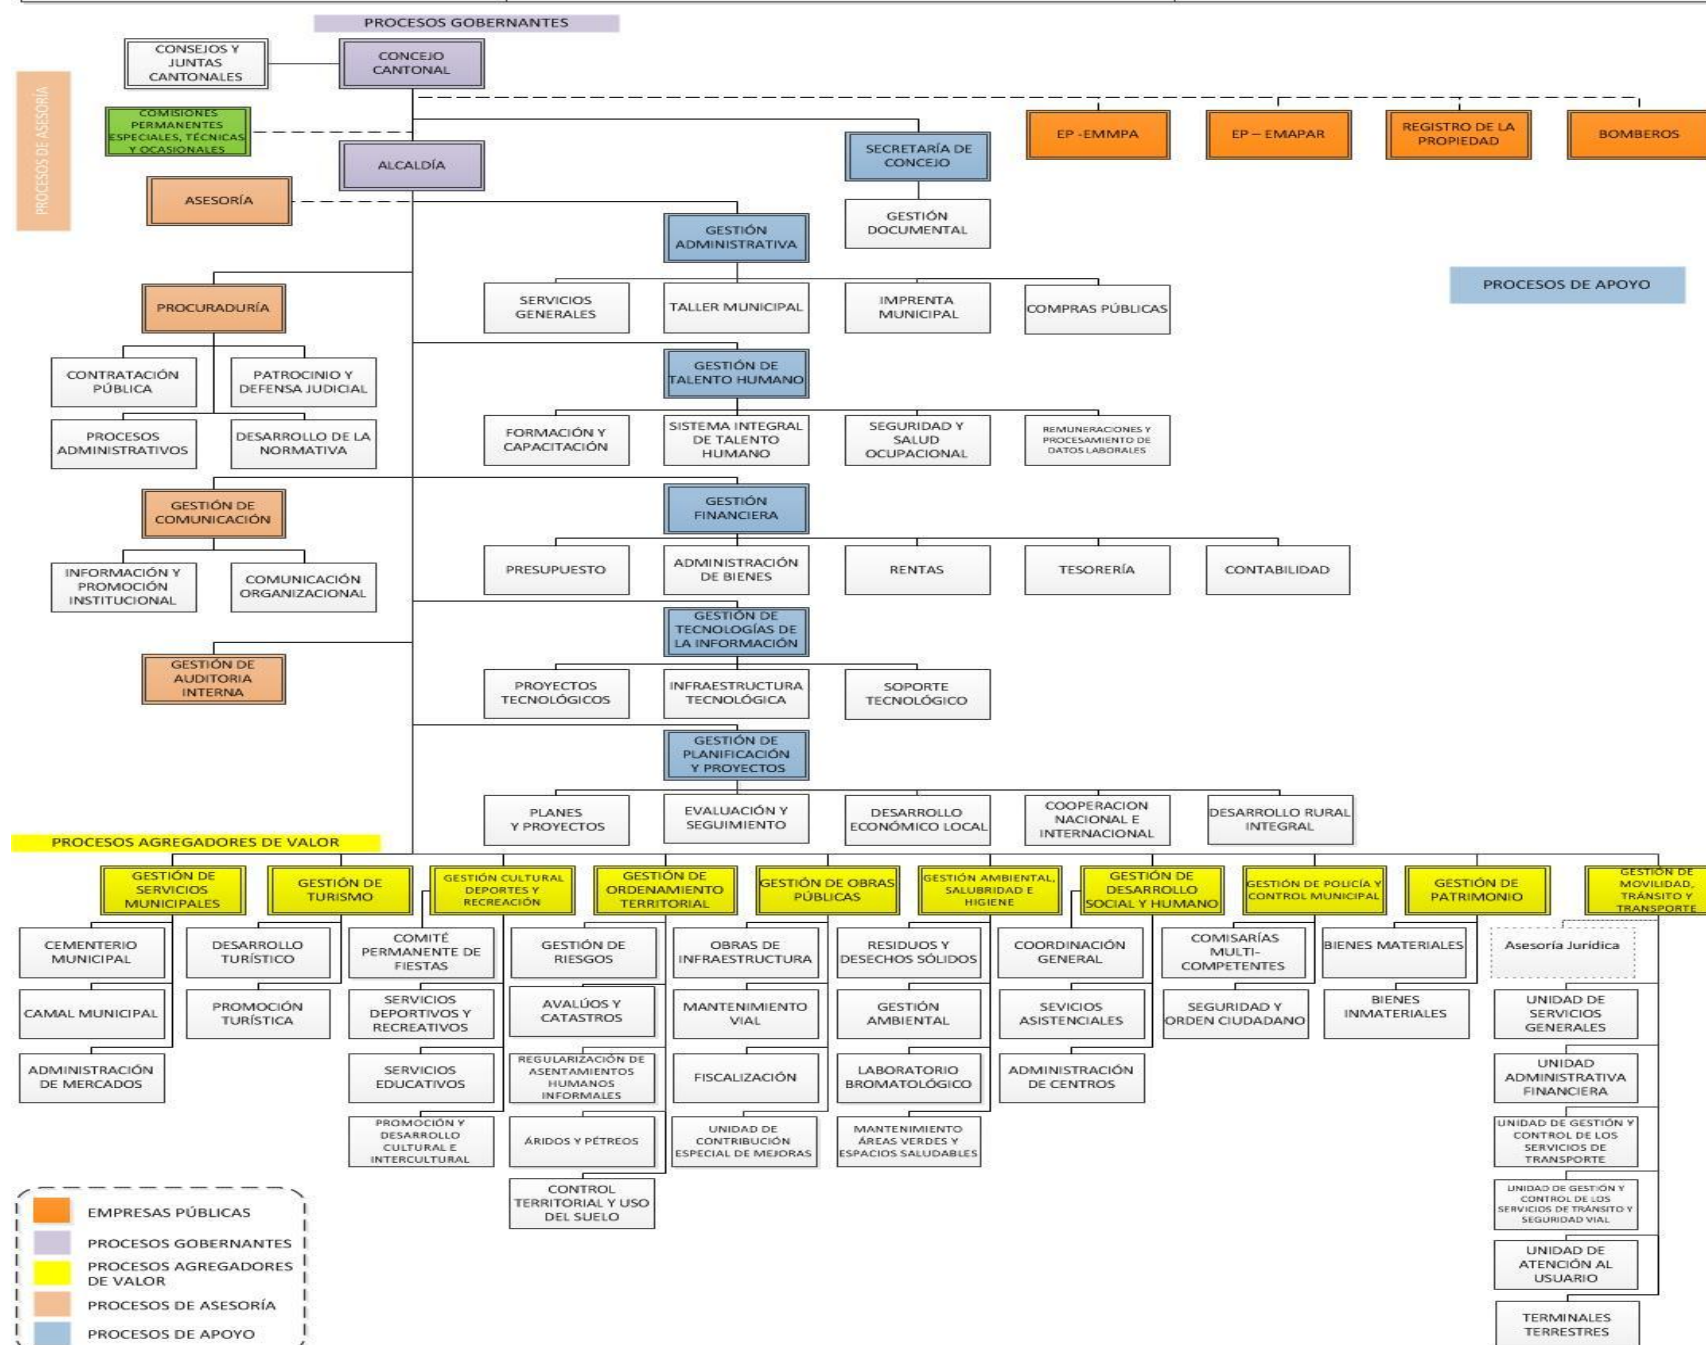 PROCESOS GOBERNANTES
CONSEJOS Y
JUNTAS
CANTONALES
CONCEJO
CANTONAL
PROCESOS DE ASESORÍA
COMISIONES
PERMANENTES
ESPECIALES, TÉCNICAS
Y OCASIONALES
EP -EMMPA
EP – EMAPAR
REGISTRO DE LA
PROPIEDAD
BOMBEROS
ALCALDÍA
SECRETARÍA DE
CONCEJO
ASESORÍA
GESTIÓN
DOCUMENTAL
GESTIÓN
ADMINISTRATIVA
PROCESOS DE APOYO
PROCURADURÍA
SERVICIOS
GENERALES
TALLER MUNICIPAL
IMPRENTA
MUNICIPAL
COMPRAS PÚBLICAS
CONTRATACIÓN
PÚBLICA
PATROCINIO Y
DEFENSA JUDICIAL
GESTIÓN DE
TALENTO HUMANO
PROCESOS
ADMINISTRATIVOS
DESARROLLO DE LA
NORMATIVA
FORMACIÓN Y
CAPACITACIÓN
SISTEMA INTEGRAL
DE TALENTO
HUMANO
SEGURIDAD Y
SALUD
OCUPACIONAL
REMUNERACIONES Y
PROCESAMIENTO DE
DATOS LABORALES
GESTIÓN DE
COMUNICACIÓN
GESTIÓN
FINANCIERA
INFORMACIÓN Y
PROMOCIÓN
INSTITUCIONAL
COMUNICACIÓN
ORGANIZACIONAL
PRESUPUESTO
ADMINISTRACIÓN
DE BIENES
RENTAS
TESORERÍA
CONTABILIDAD
GESTIÓN DE
TECNOLOGÍAS DE
LA INFORMACIÓN
GESTIÓN DE
AUDITORIA
INTERNA
PROYECTOS
TECNOLÓGICOS
INFRAESTRUCTURA
TECNOLÓGICA
SOPORTE
TECNOLÓGICO
GESTIÓN DE
PLANIFICACIÓN
Y PROYECTOS
PLANES
Y PROYECTOS
EVALUACIÓN Y
SEGUIMIENTO
DESARROLLO
ECONÓMICO LOCAL
COOPERACION
NACIONAL E
INTERNACIONAL
DESARROLLO RURAL
INTEGRAL
PROCESOS AGREGADORES DE VALOR
GESTIÓN DE
SERVICIOS
MUNICIPALES
GESTIÓN DE
TURISMO
GESTIÓN CULTURAL
DEPORTES Y
RECREACIÓN
GESTIÓN DE
ORDENAMIENTO
TERRITORIAL
GESTIÓN DE OBRAS
PÚBLICAS
GESTIÓN AMBIENTAL,
SALUBRIDAD E
HIGIENE
GESTIÓN DE
DESARROLLO
SOCIAL Y HUMANO
GESTIÓN DE POLICÍA Y
CONTROL MUNICIPAL
GESTIÓN DE
PATRIMONIO
GESTIÓN DE
MOVILIDAD,
TRÁNSITO Y
TRANSPORTE
CEMENTERIO
MUNICIPAL
DESARROLLO
TURÍSTICO
COMITÉ
PERMANENTE DE
FIESTAS
GESTIÓN DE
RIESGOS
OBRAS DE
INFRAESTRUCTURA
RESIDUOS Y
DESECHOS SÓLIDOS
COORDINACIÓN
GENERAL
COMISARÍAS
MULTI-
COMPETENTES
BIENES MATERIALES
Asesoría Jurídica
CAMAL MUNICIPAL
PROMOCIÓN
TURÍSTICA
SERVICIOS
DEPORTIVOS Y
RECREATIVOS
AVALÚOS Y
CATASTROS
MANTENIMIENTO
VIAL
GESTIÓN
AMBIENTAL
SEVICIOS
ASISTENCIALES
SEGURIDAD Y
ORDEN CIUDADANO
BIENES
INMATERIALES
UNIDAD DE
SERVICIOS
GENERALES
ADMINISTRACIÓN
DE MERCADOS
SERVICIOS
EDUCATIVOS
REGULARIZACIÓN DE
ASENTAMIENTOS
HUMANOS
INFORMALES
FISCALIZACIÓN
LABORATORIO
BROMATOLÓGICO
ADMINISTRACIÓN
DE CENTROS
UNIDAD
ADMINISTRATIVA
FINANCIERA
PROMOCIÓN Y
DESARROLLO
CULTURAL E
INTERCULTURAL
ÁRIDOS Y PÉTREOS
UNIDAD DE
CONTRIBUCIÓN
ESPECIAL DE MEJORAS
MANTENIMIENTO
ÁREAS VERDES Y
ESPACIOS SALUDABLES
UNIDAD DE GESTIÓN Y
CONTROL DE LOS
SERVICIOS DE
TRANSPORTE
CONTROL
TERRITORIAL Y USO
DEL SUELO
UNIDAD DE GESTIÓN Y
CONTROL DE LOS
SERVICIOS DE TRÁNSITO Y
SEGURIDAD VIAL
UNIDAD DE
ATENCIÓN AL
USUARIO
TERMINALES
TERRESTRES
EMPRESAS PÚBLICAS
PROCESOS GOBERNANTES
PROCESOS AGREGADORES
DE VALOR
PROCESOS DE ASESORÍA
PROCESOS DE APOYO